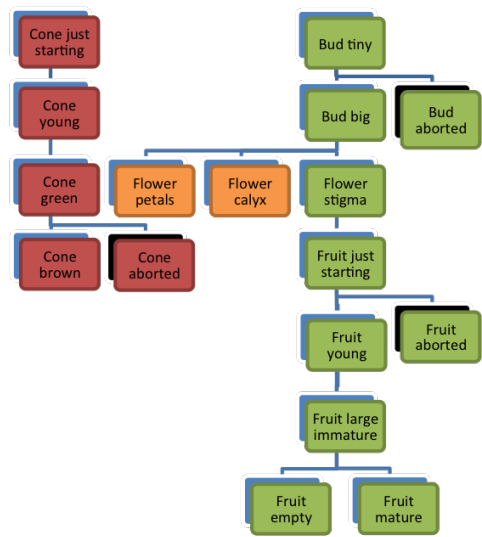 Cone just
starting
Cone
young
Cone
green
Cone
brown
Cone
aborted
Bud tiny
Bud big
Bud
aborted
Flower
petals
Flower
calyx
Flower
stigma
Fruit just
starting
Fruit
young
Fruit
aborted
Fruit large
immature
Fruit
empty
Fruit
mature